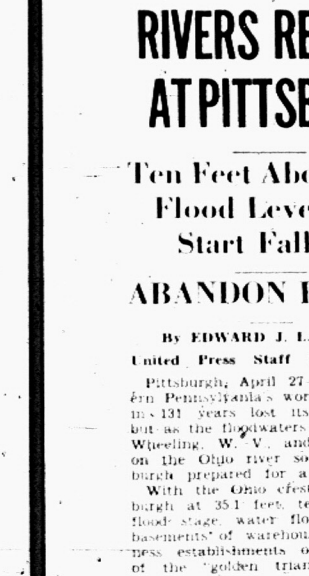 RIVERS RE
AT PITTSB
Ten Feet Abo
Flood Leve
Start Fall
ABANDON
By EDWARD J. L.
United Press Staff
Pittsburgh, April 27
ern Pennsylvania's wor
in 131 years lost its
but as the floodwaters
Wheeling, W. V., and
on the Ohio river so
burgh prepared for a
With the Ohio crest
burgh at 35.1 feet, te
flood stage, water flo
basements of warehou
ness establishments o
of the "golden trian